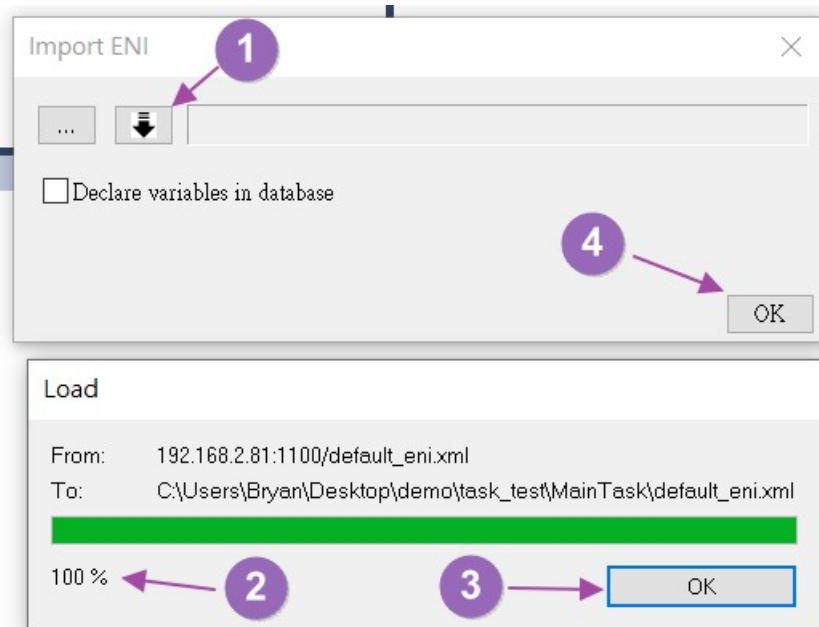 Import ENI
1
...
Declare variables in database
4
OK
Load
From: 192.168.2.81:1100/default_eni.xml
To: C:\Users\Bryan\Desktop\demo\task_test\MainTask\default_eni.xml
100 %
2
3
OK